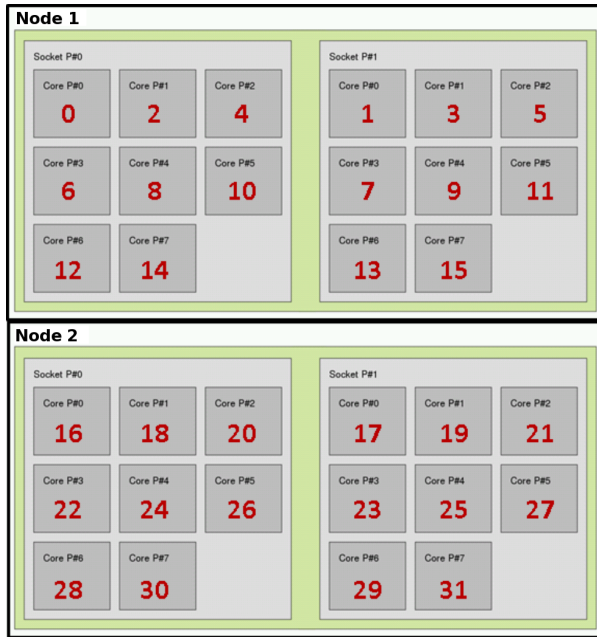 Node 1
Socket P#0
Core P#0 Core P#1 Core P#2
0 2 4
Core P#3 Core P#4 Core P#5
6 8 10
Core P#6 Core P#7
12 14
Socket P#1
Core P#0 Core P#1 Core P#2
1 3 5
Core P#3 Core P#4 Core P#5
7 9 11
Core P#6 Core P#7
13 15
Node 2
Socket P#0
Core P#0 Core P#1 Core P#2
16 18 20
Core P#3 Core P#4 Core P#5
22 24 26
Core P#6 Core P#7
28 30
Socket P#1
Core P#0 Core P#1 Core P#2
17 19 21
Core P#3 Core P#4 Core P#5
23 25 27
Core P#6 Core P#7
29 31